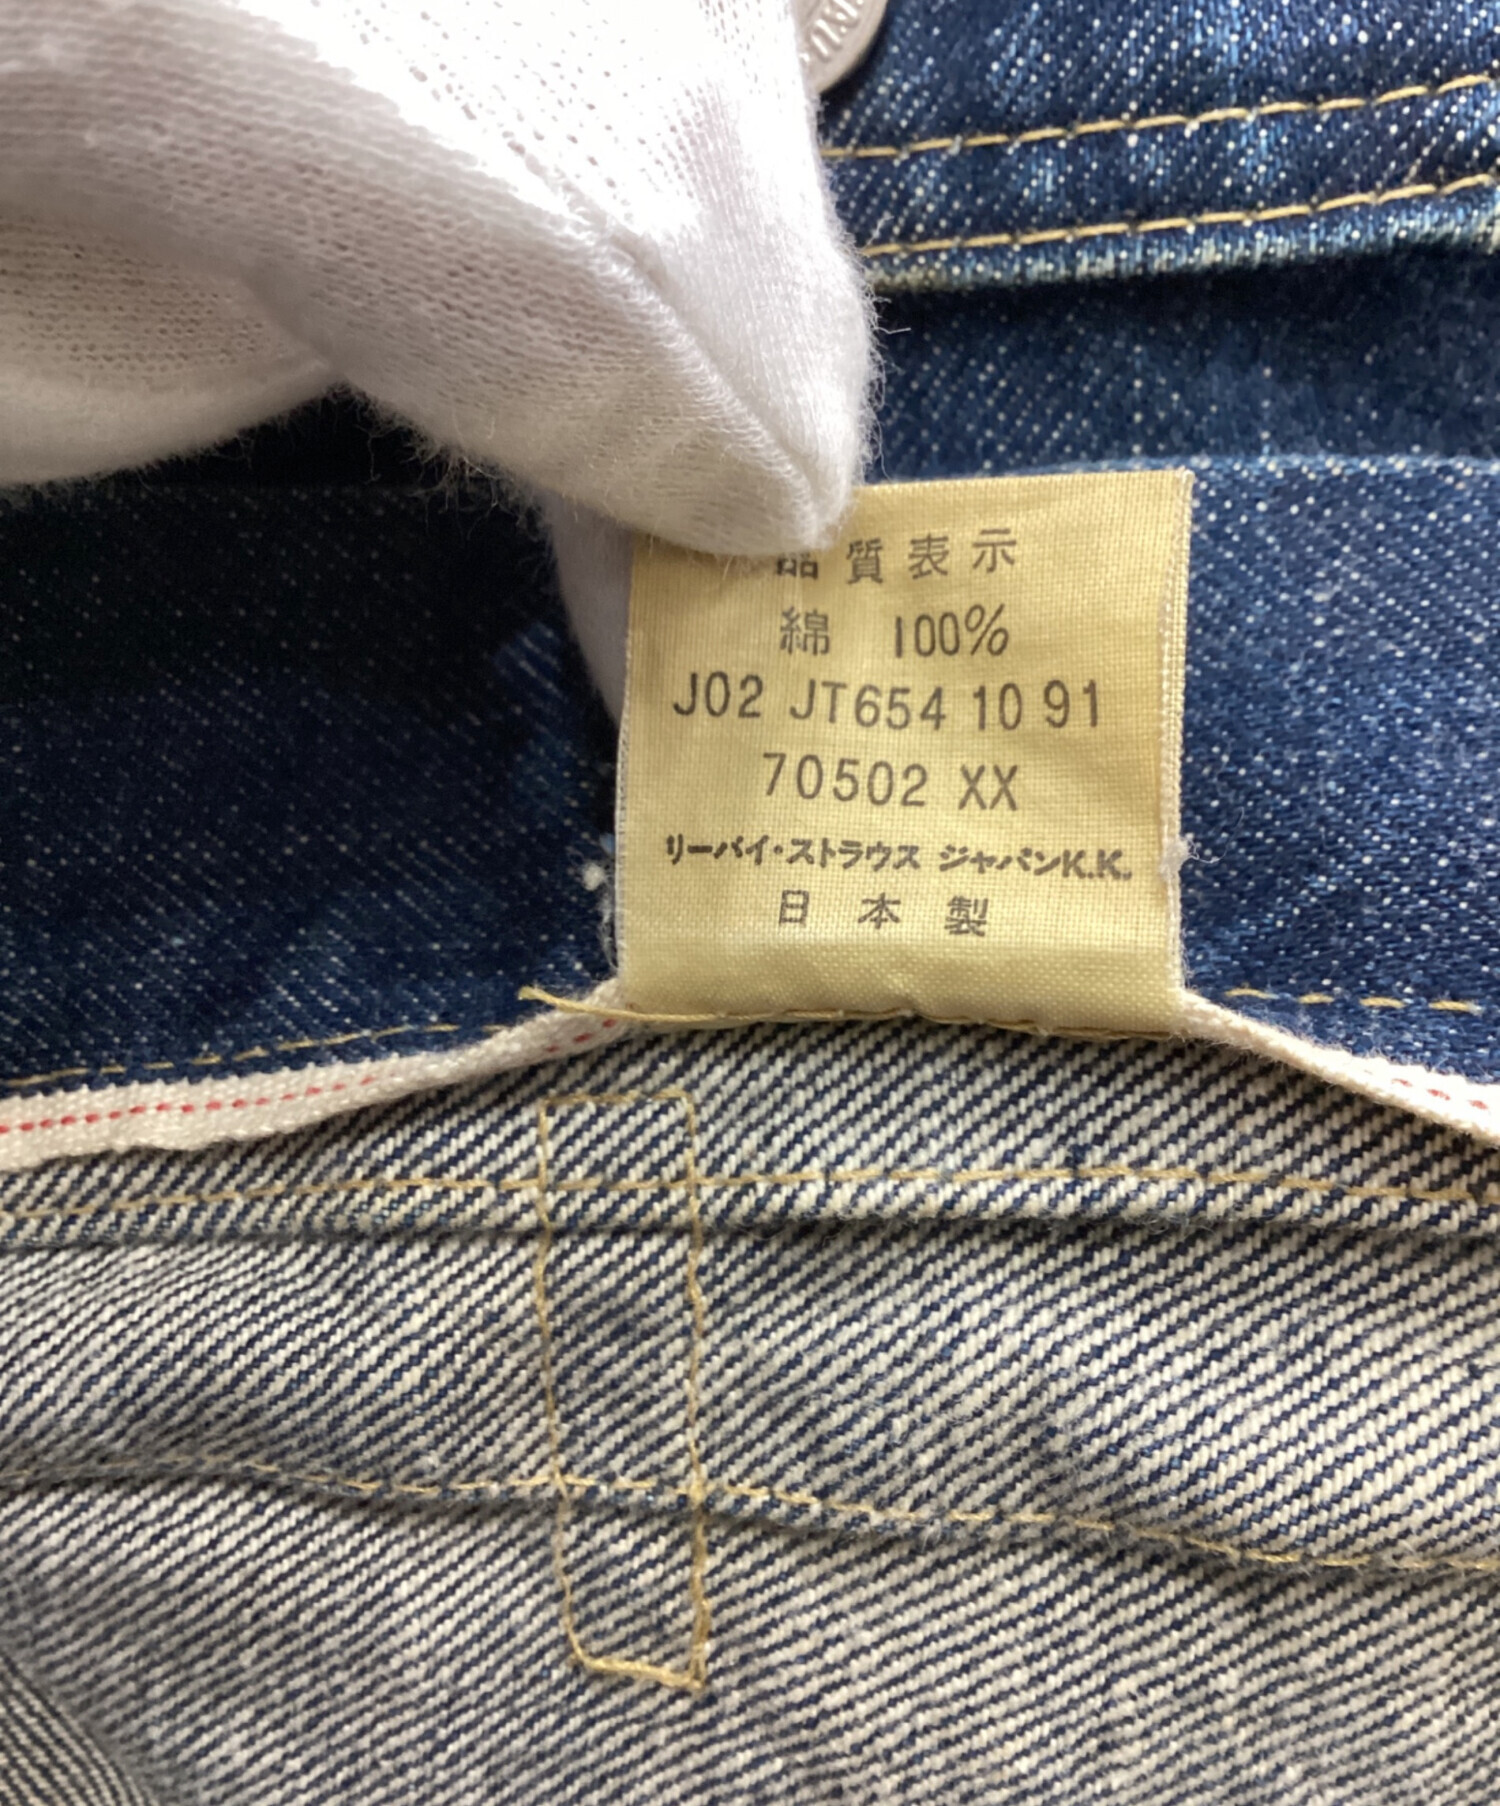 品質表示
綿 100%
J02 JT654 10 91
70502 XX
リーバイ・ストラウス ジャパンK.K.
日本製